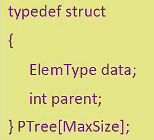 typedef struct
{
ElemType data;
int parent;
} PTree[MaxSize];